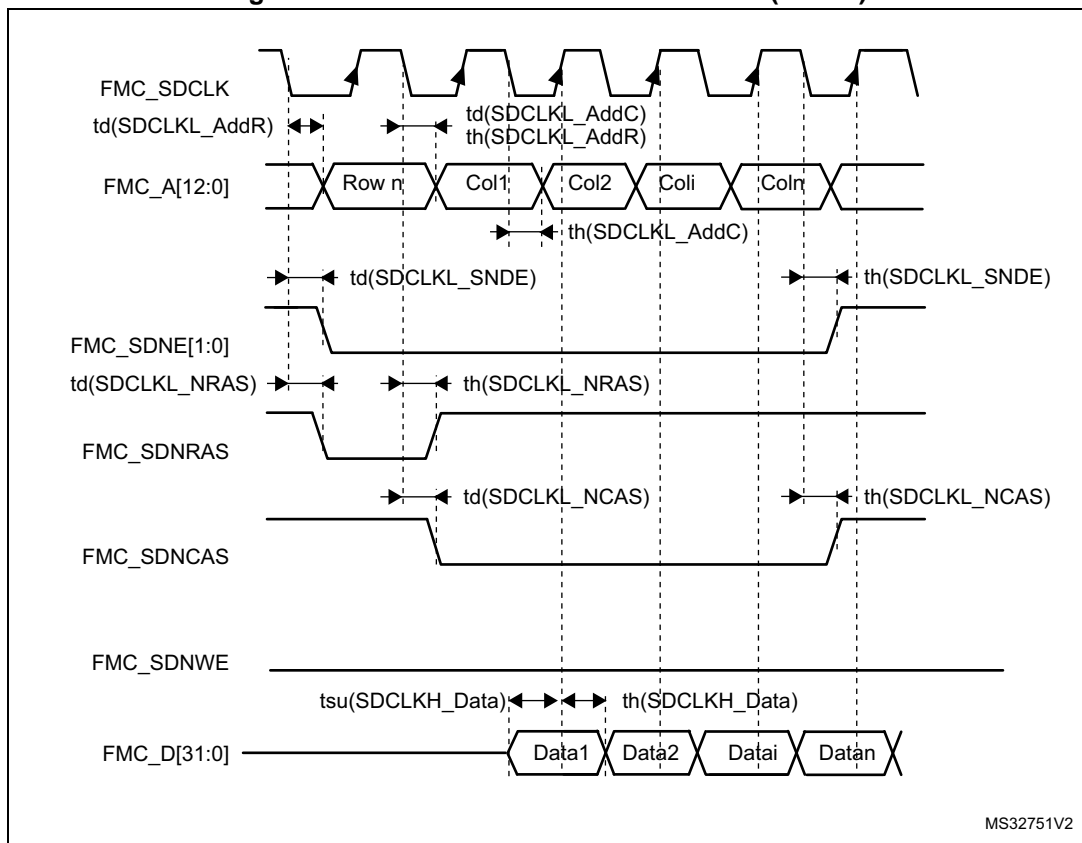 FMC_SDCLK
td(SDCLKL_AddR)
td(SDCLKL_AddC)
th(SDCLKL_AddR)
FMC_A[12:0]
Row n
Col1
Col2
Coli
Coln
th(SDCLKL_AddC)
td(SDCLKL_SNDE)
th(SDCLKL_SNDE)
FMC_SDNE[1:0]
td(SDCLKL_NRAS)
th(SDCLKL_NRAS)
FMC_SDNRAS
td(SDCLKL_NCAS)
th(SDCLKL_NCAS)
FMC_SDNCAS
FMC_SDNWE
tsu(SDCLKH_Data)
th(SDCLKH_Data)
FMC_D[31:0]
Data1
Data2
Datai
Datan
MS32751V2